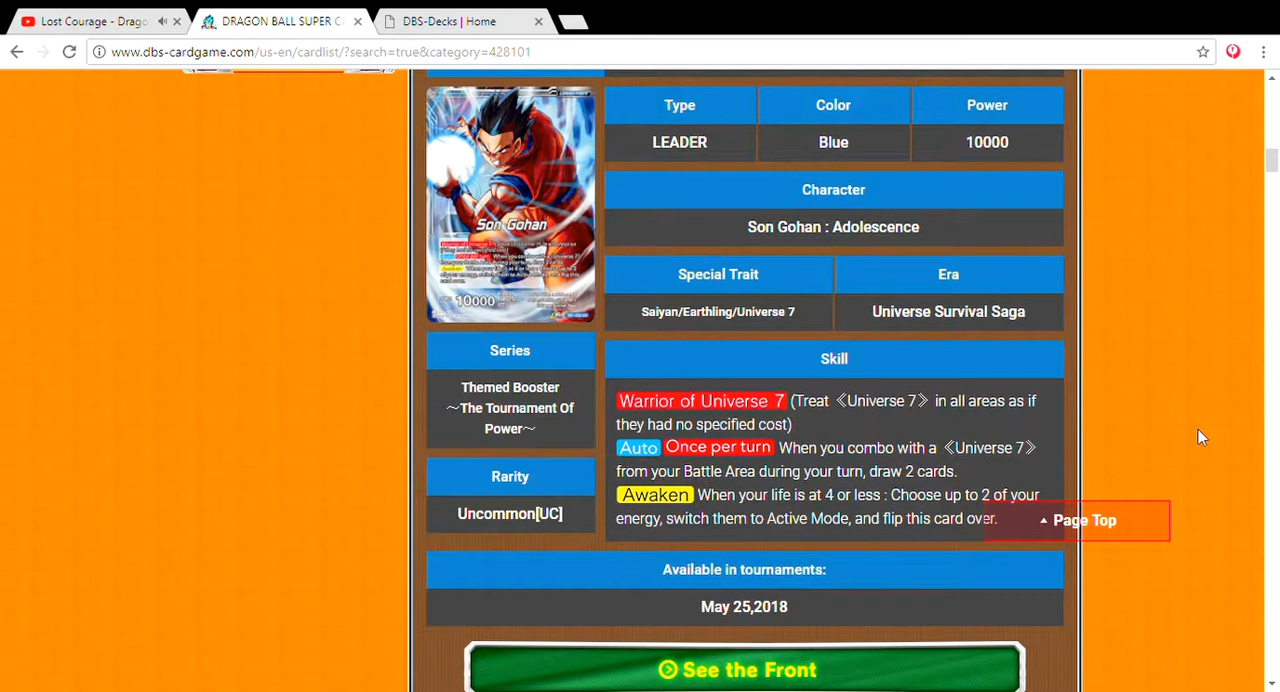 Lost Courage - Drago
DRAGON BALL SUPER CA
DBS-Decks | Home
www.dbs-cardgame.com/us-en/cardlist/?search=true&category=428101
Type
Color
Power
LEADER
Blue
10000
Character
Son Gohan : Adolescence
Special Trait
Era
Saiyan/Earthling/Universe 7
Universe Survival Saga
Son Gohan
10000
Series
Themed Booster
～The Tournament Of
Power～
Rarity
Uncommon[UC]
Skill
Warrior of Universe 7 (Treat 《Universe 7》 in all areas as if
they had no specified cost)
Auto Once per turn When you combo with a 《Universe 7》
from your Battle Area during your turn, draw 2 cards.
Awaken When your life is at 4 or less : Choose up to 2 of your
energy, switch them to Active Mode, and flip this card over.
Page Top
Available in tournaments:
May 25,2018
See the Front